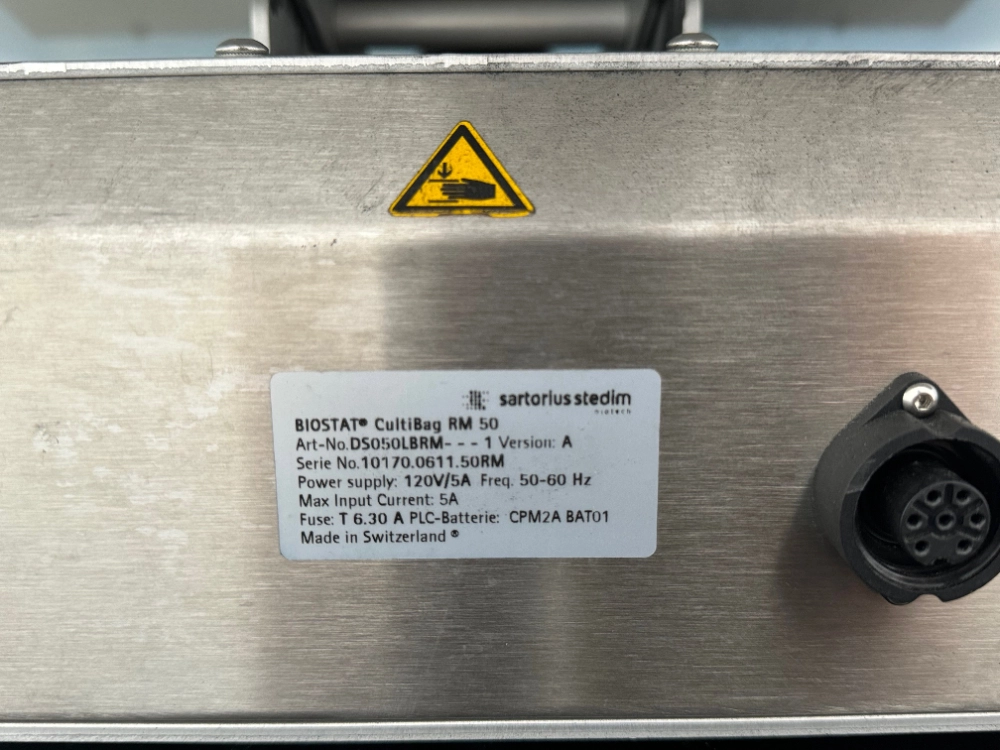 sartorius stedim
biotech
BIOSTAT® CultiBag RM 50
Art-No.DS050LBRM- - - 1 Version: A
Serie No.10170.0611.50RM
Power supply: 120V/5A Freq. 50-60 Hz
Max Input Current: 5A
Fuse: T 6.30 A PLC-Batterie: CPM2A BAT01
Made in Switzerland ®